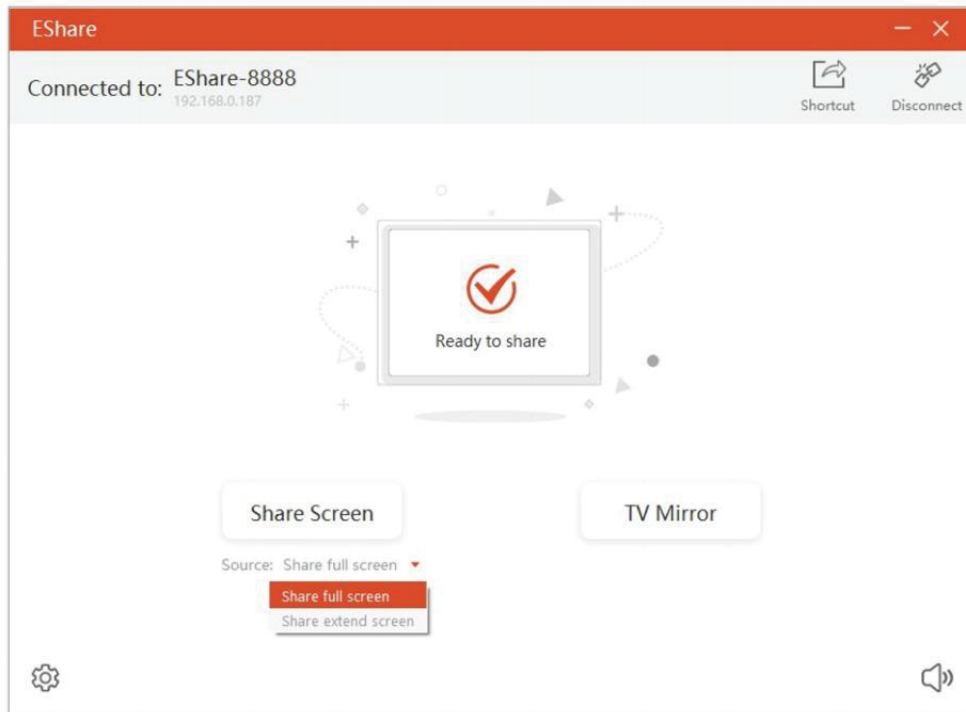 EShare
Connected to: EShare-8888
192.168.0.187
Shortcut
Disconnect
Ready to share
Share Screen
TV Mirror
Source: Share full screen
Share full screen
Share extend screen